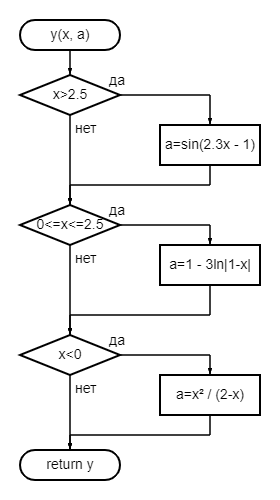 y(x, a)
да
x>2.5
нет
a=sin(2.3x - 1)
да
0<=x<=2.5
нет
a=1 - 3ln|1-x|
да
x<0
нет
a=x² / (2-x)
return y